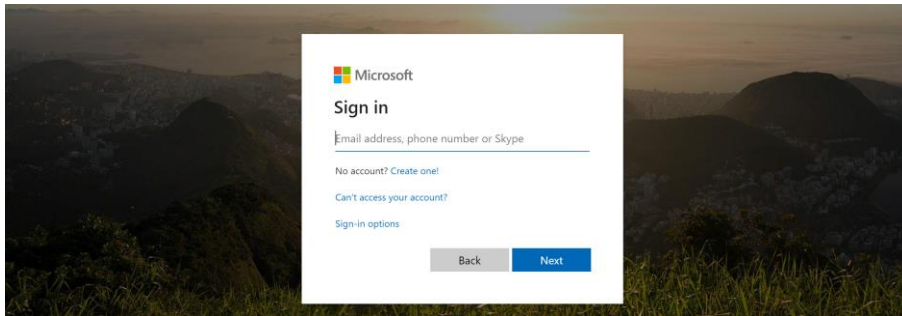 Microsoft
Sign in
Email address, phone number or Skype
No account? Create one!
Can't access your account?
Sign-in options
Back Next